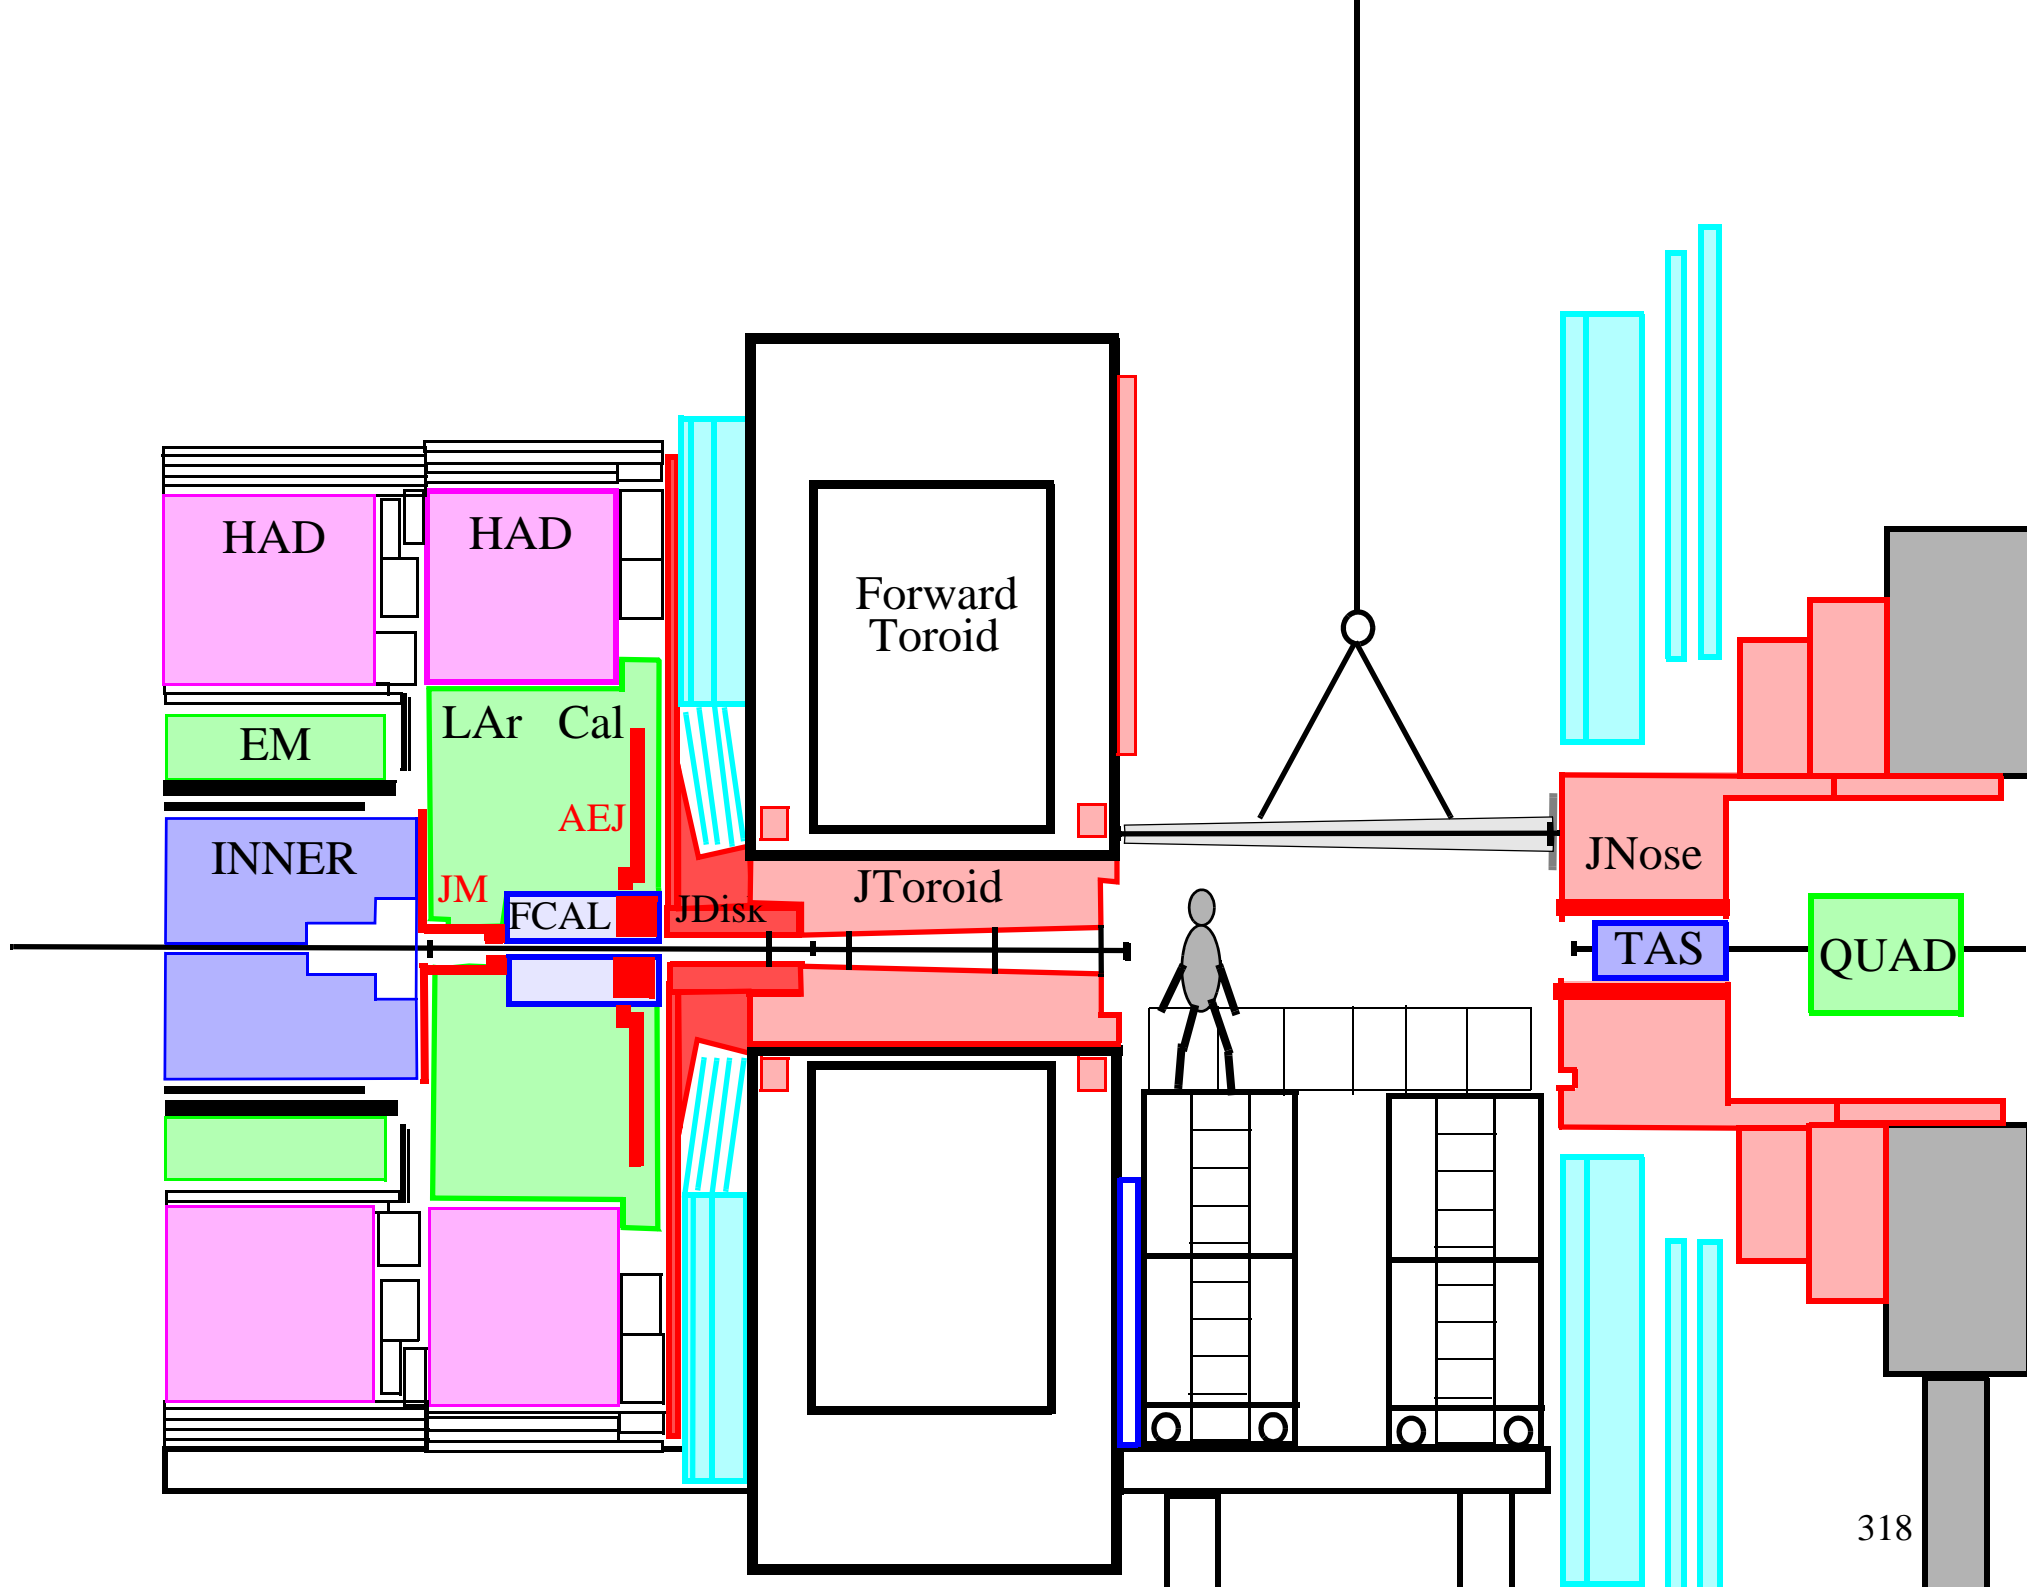 HAD
HAD
Forward
Toroid
LAr Cal
EM
AEJ
INNER
JNose
JM
JToroid
FCAL
JDisk
TAS
QUAD
318